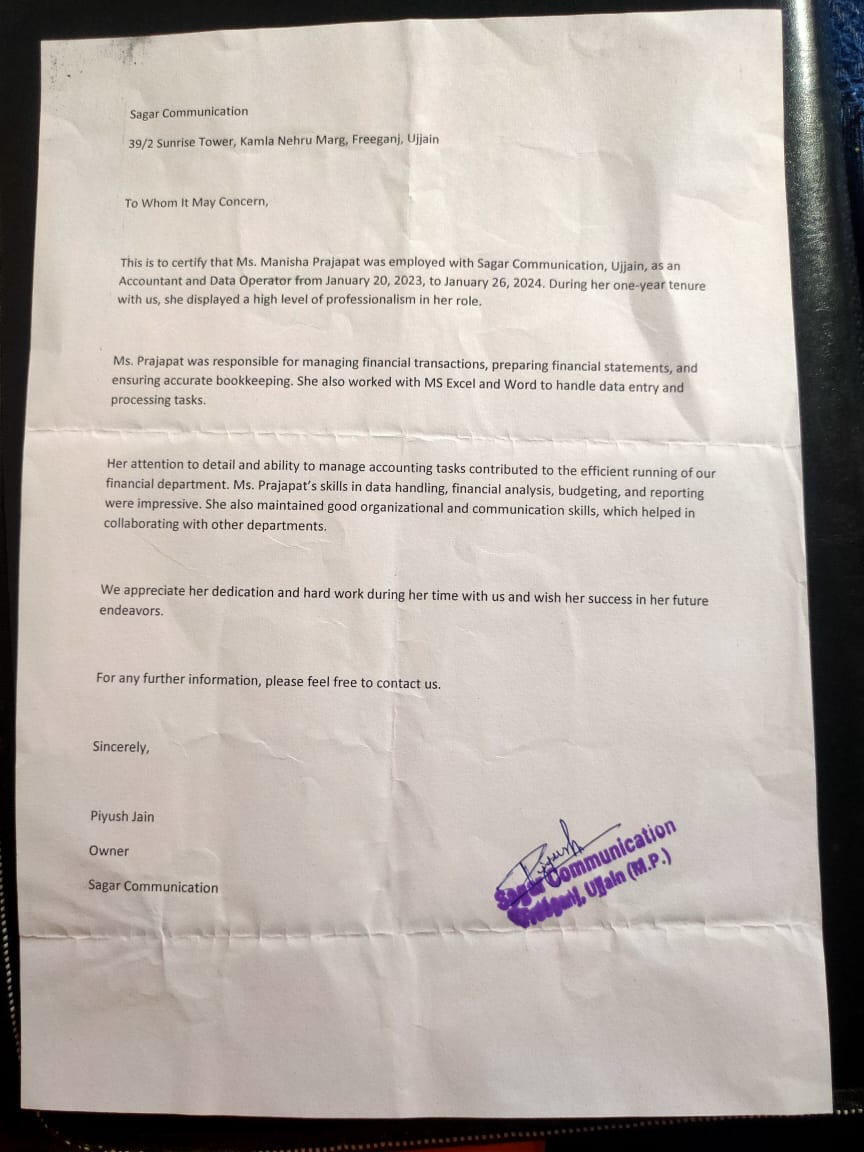 Sagar Communication
39/2 Sunrise Tower, Kamla Nehru Marg, Freeganj, Ujjain
To Whom It May Concern,
This is to certify that Ms. Manisha Prajapat was employed with Sagar Communication, Ujjain, as an
Accountant and Data Operator from January 20, 2023, to January 26, 2024. During her one-year tenure
with us, she displayed a high level of professionalism in her role.
Ms. Prajapat was responsible for managing financial transactions, preparing financial statements, and
ensuring accurate bookkeeping. She also worked with MS Excel and Word to handle data entry and
processing tasks.
Her attention to detail and ability to manage accounting tasks contributed to the efficient running of our
financial department. Ms. Prajapat’s skills in data handling, financial analysis, budgeting, and reporting
were impressive. She also maintained good organizational and communication skills, which helped in
collaborating with other departments.
We appreciate her dedication and hard work during her time with us and wish her success in her future
endeavors.
For any further information, please feel free to contact us.
Sincerely,
Piyush Jain
Owner
Sagar Communication
Piyush
Sagar Communication
Freeganj, Ujjain (M.P.)